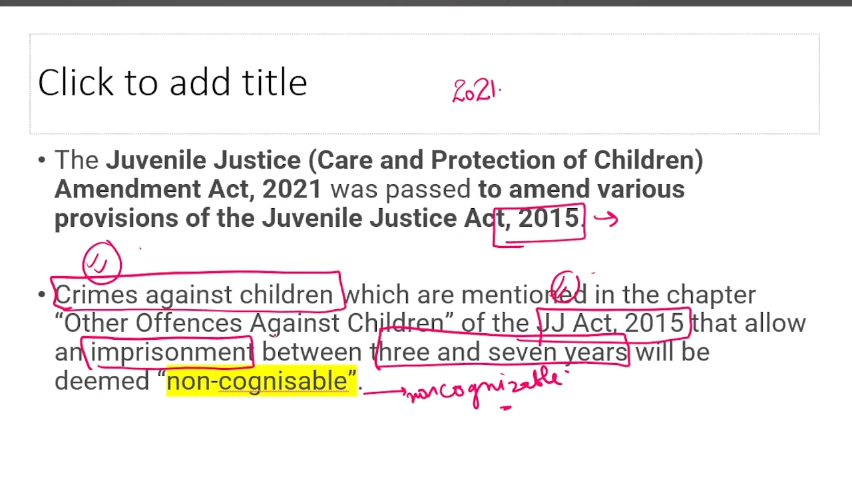 Click to add title
2021.
• The Juvenile Justice (Care and Protection of Children)
Amendment Act, 2021 was passed to amend various
provisions of the Juvenile Justice Act, 2015.
• Crimes against children which are mentioned in the chapter
“Other Offences Against Children” of the JJ Act, 2015 that allow
an imprisonment between three and seven years will be
deemed “non-cognisable”.
noncognizable